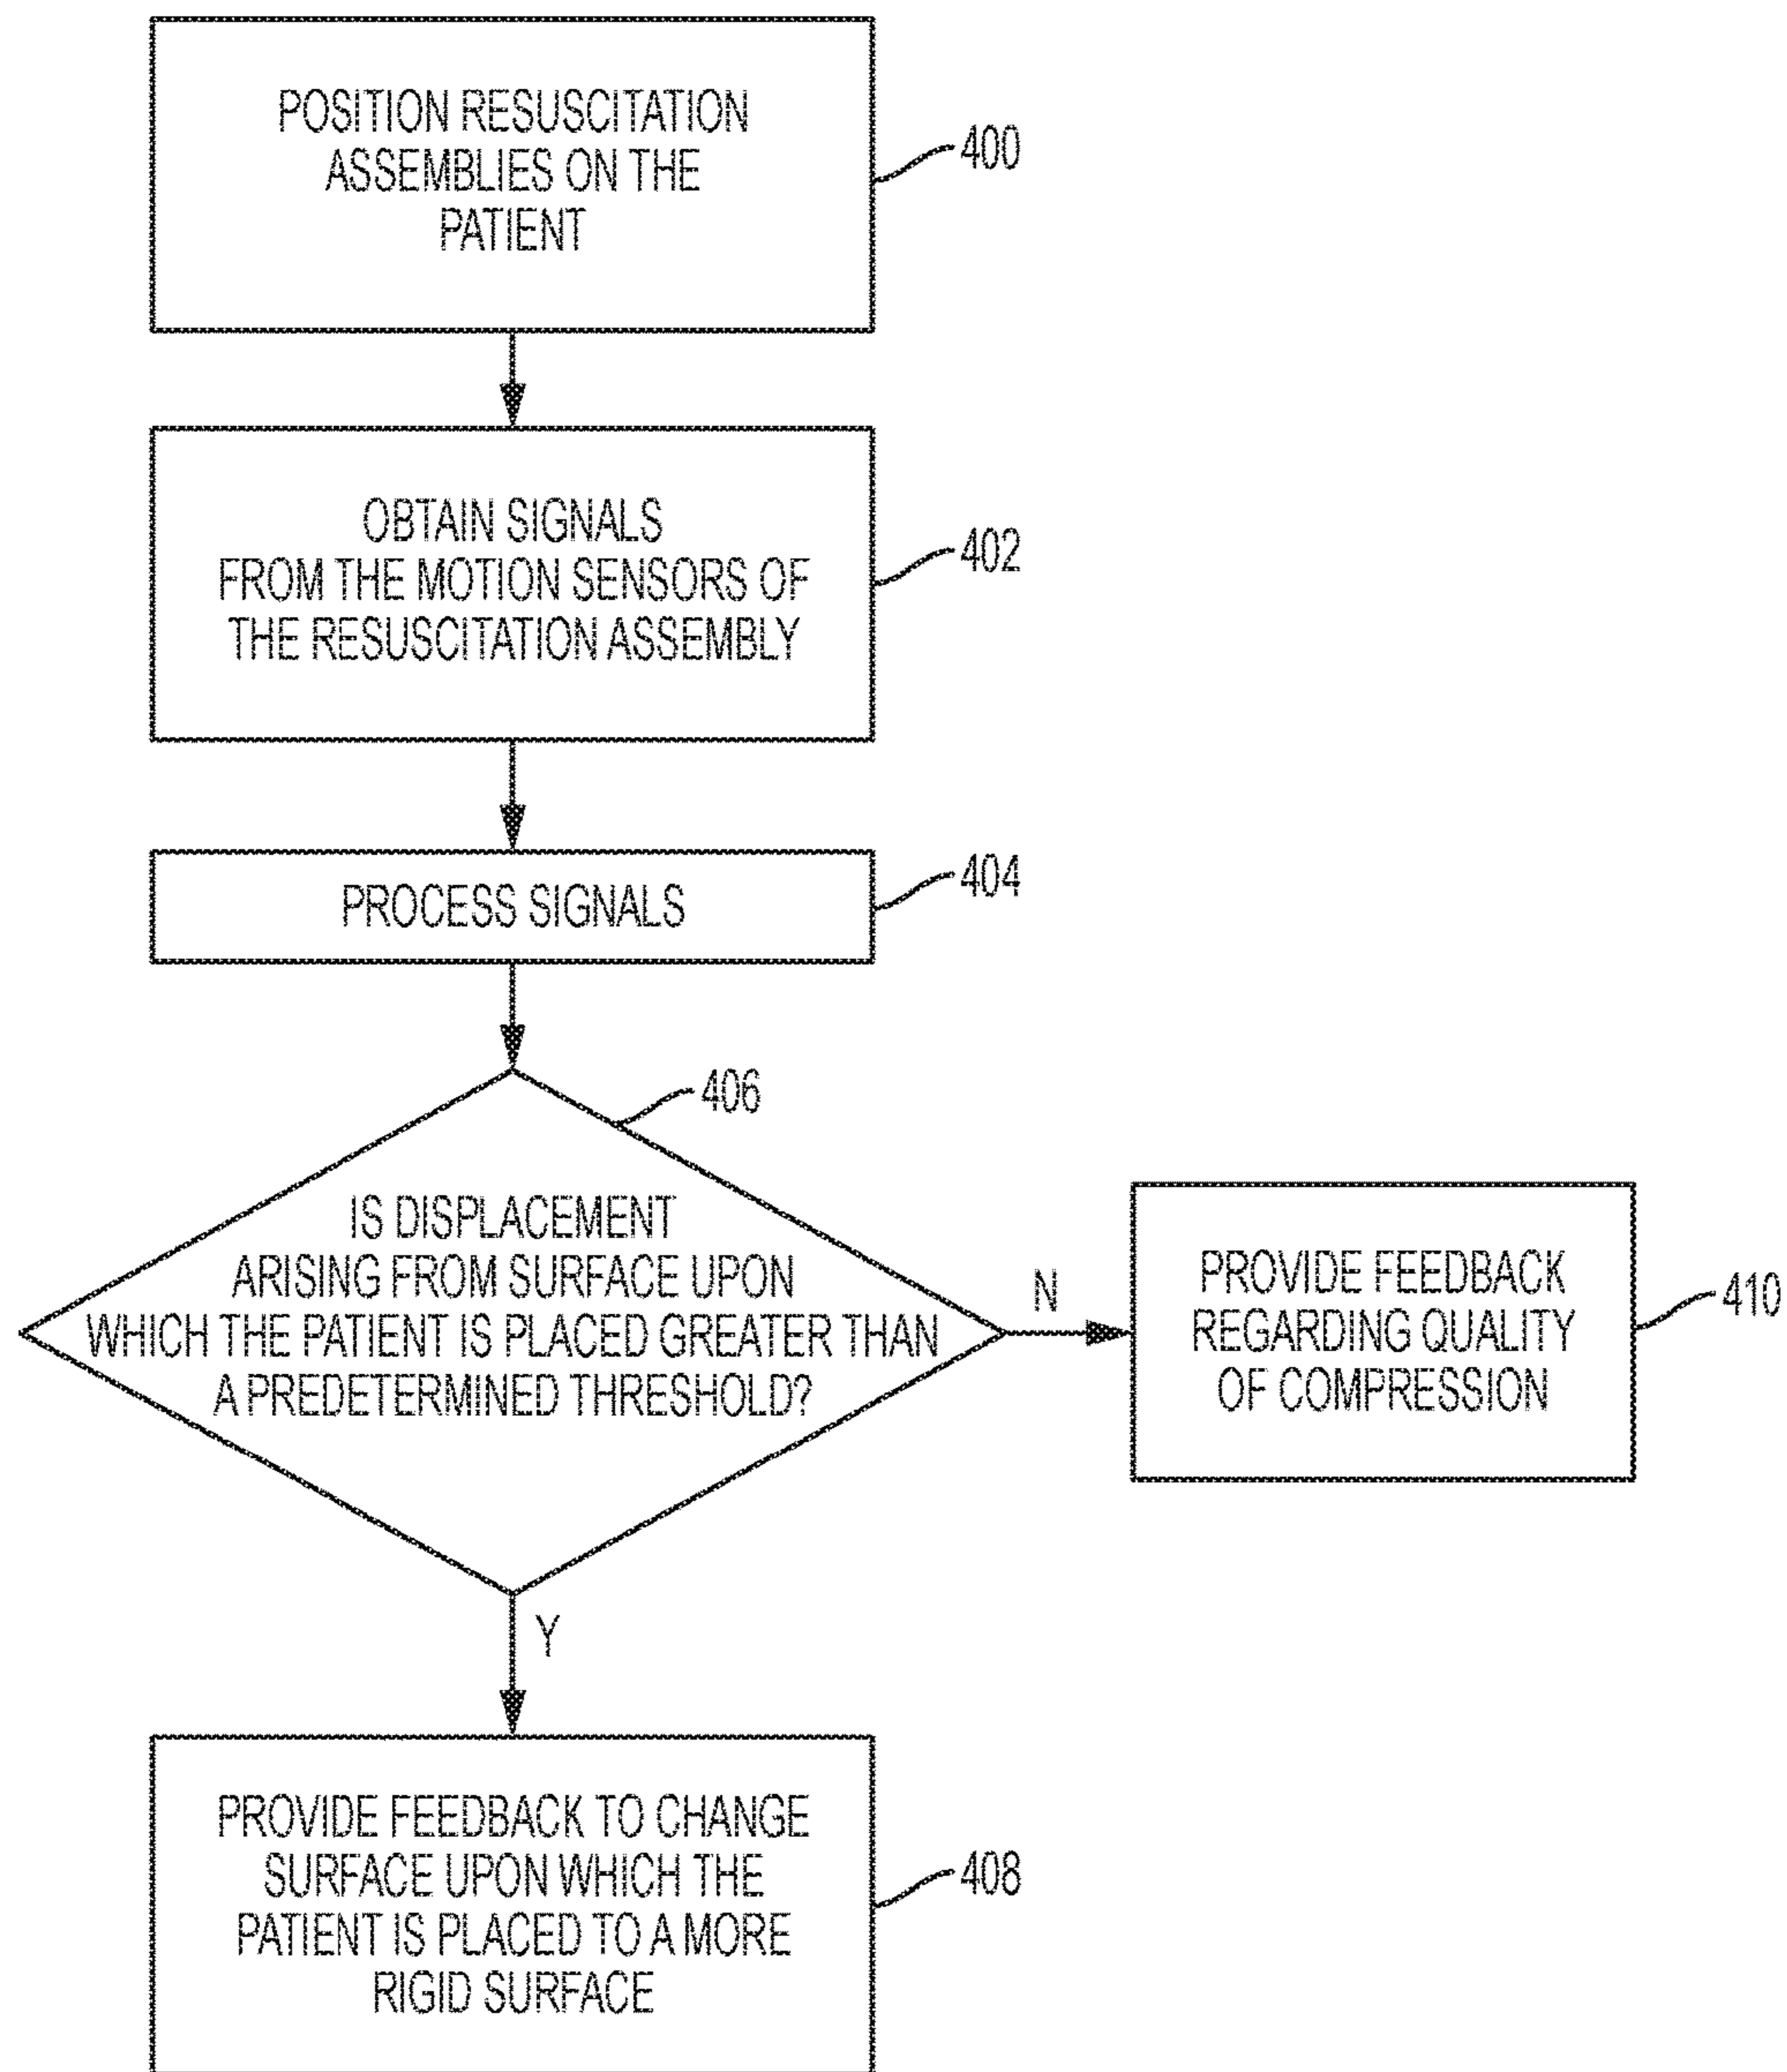 POSITION RESUSCITATION
ASSEMBLIES ON THE
PATIENT
400
OBTAIN SIGNALS
FROM THE MOTION SENSORS OF
THE RESUSCITATION ASSEMBLY
402
PROCESS SIGNALS
404
406
IS DISPLACEMENT
ARISING FROM SURFACE UPON
WHICH THE PATIENT IS PLACED GREATER THAN
A PREDETERMINED THRESHOLD?
N
PROVIDE FEEDBACK
REGARDING QUALITY
OF COMPRESSION
410
Y
PROVIDE FEEDBACK TO CHANGE
SURFACE UPON WHICH THE
PATIENT IS PLACED TO A MORE
RIGID SURFACE
408